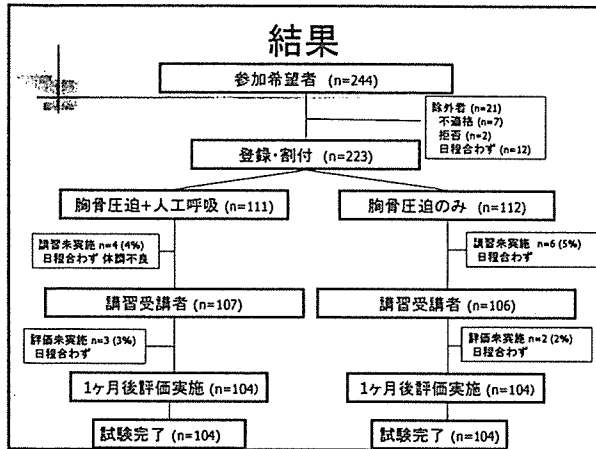 結果
参加希望者 (n=244)
除外者 (n=21)
不適格 (n=7)
拒否 (n=2)
日程合わず (n=12)
登録・割付 (n=223)
胸骨圧迫+人工呼吸 (n=111)
胸骨圧迫のみ (n=112)
講習未実施 n=4 (4%)
日程合わず 体調不良
講習未実施 n=6 (5%)
日程合わず
講習受講者 (n=107)
講習受講者 (n=106)
評価未実施 n=3 (3%)
日程合わず
評価未実施 n=2 (2%)
日程合わず
1ヶ月後評価実施 (n=104)
1ヶ月後評価実施 (n=104)
試験完了 (n=104)
試験完了 (n=104)